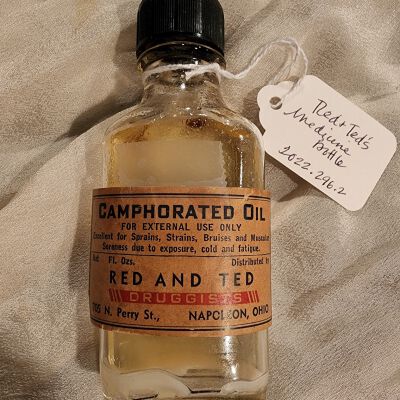 CAMPHORATED OIL
FOR EXTERNAL USE ONLY
Excellent for Sprains, Strains, Bruises and Muscular
Soreness due to exposure, cold and fatigue.
Fl. Ozs. Distributed by
RED AND TED
DRUGGISTS
N. Perry St., NAPOLEON, OHIO
Red + Ted's
Medicine
Bottle
2022.296.2